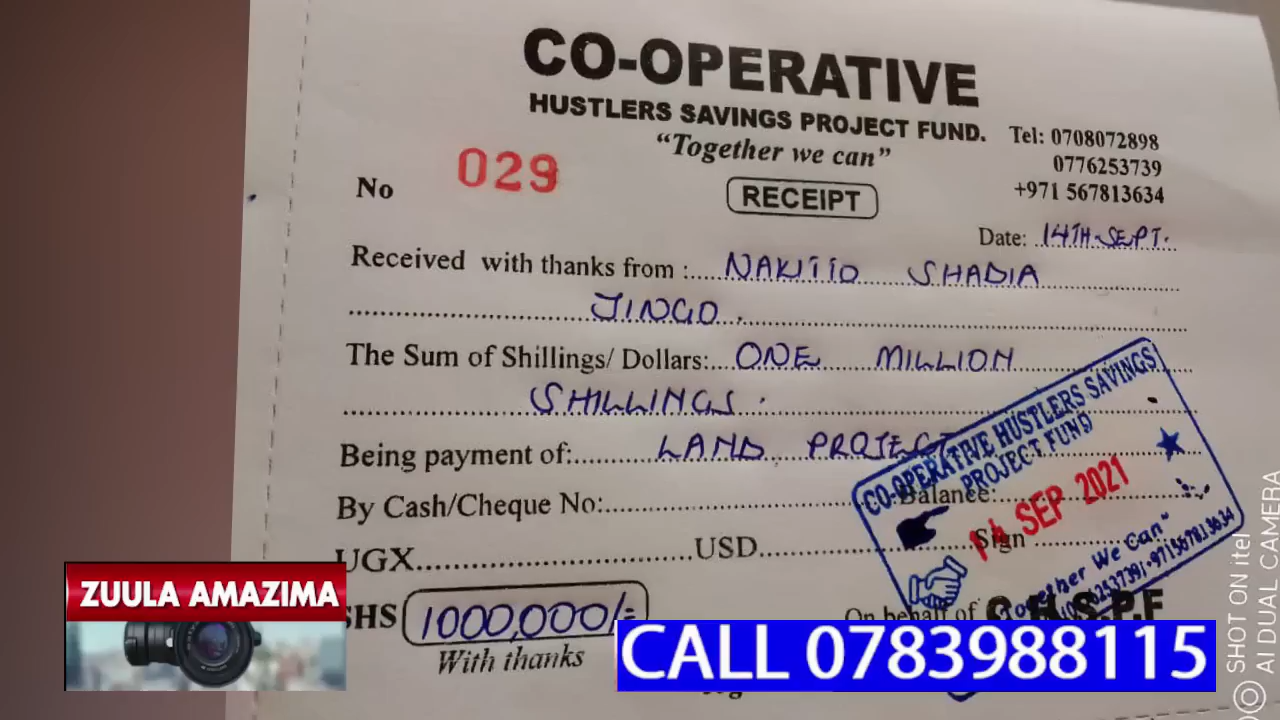 CO-OPERATIVE
HUSTLERS SAVINGS PROJECT FUND.
"Together we can"
Tel: 0708072898
0776253739
+971 567813634
No 029
RECEIPT
Date: 14TH-SEPT.
Received with thanks from : NAKITTO SHADIA
JINGO.
The Sum of Shillings/ Dollars: ONE MILLION
SHILLINGS.
Being payment of: LAND PROJECT
By Cash/Cheque No: Balance:
UGX USD Sign
SHS 1000,000/=
On behalf of C.H.S.P.F
With thanks
CO-OPERATIVE HUSTLERS SAVINGS
PROJECT FUND
14 SEP 2021
Together We Can"
ZUULA AMAZIMA
CALL 0783988115
SHOT ON itel
AI DUAL CAMERA